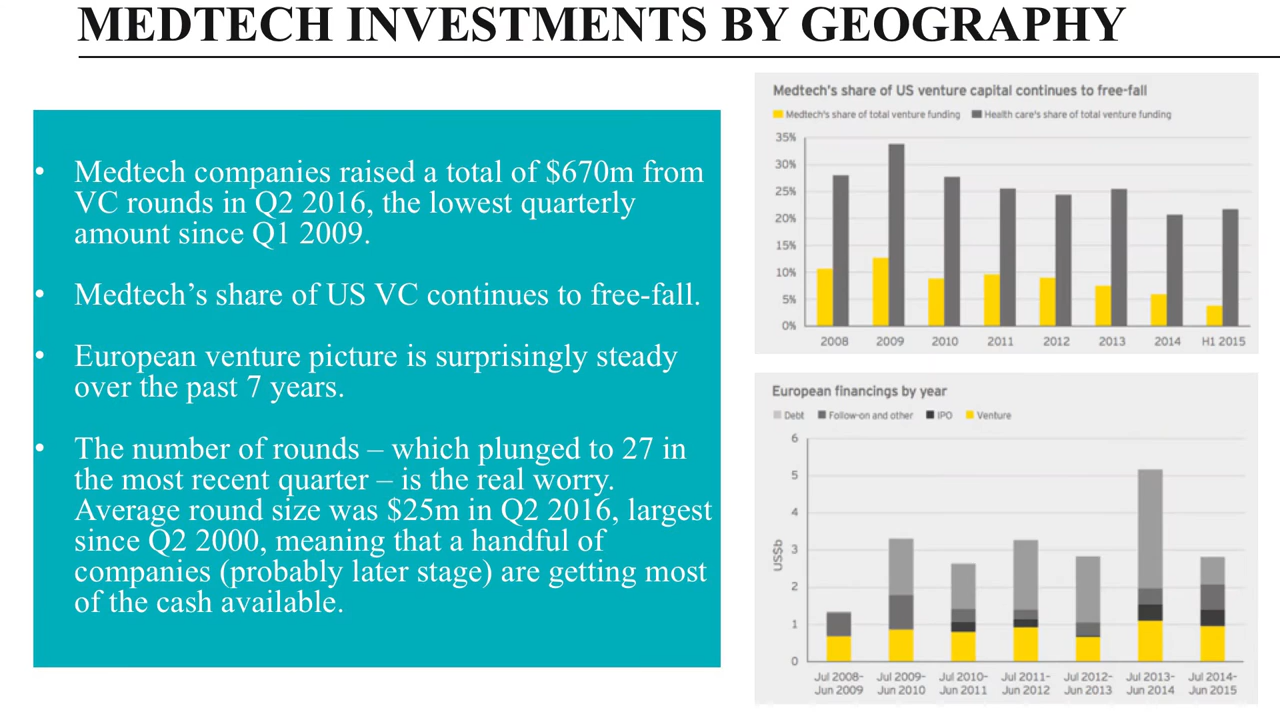 MEDTECH INVESTMENTS BY GEOGRAPHY
• Medtech companies raised a total of $670m from
VC rounds in Q2 2016, the lowest quarterly
amount since Q1 2009.
• Medtech’s share of US VC continues to free-fall.
• European venture picture is surprisingly steady
over the past 7 years.
• The number of rounds – which plunged to 27 in
the most recent quarter – is the real worry.
Average round size was $25m in Q2 2016, largest
since Q2 2000, meaning that a handful of
companies (probably later stage) are getting most
of the cash available.
Medtech's share of US venture capital continues to free-fall
Medtech's share of total venture funding Health care's share of total venture funding
35%
30%
25%
20%
15%
10%
5%
0%
2008 2009 2010 2011 2012 2013 2014 H1 2015
European financings by year
Debt Follow-on and other IPO Venture
6
5
4
3
2
1
0
US$b
Jul 2008- Jul 2009- Jul 2010- Jul 2011- Jul 2012- Jul 2013- Jul 2014-
Jun 2009 Jun 2010 Jun 2011 Jun 2012 Jun 2013 Jun 2014 Jun 2015